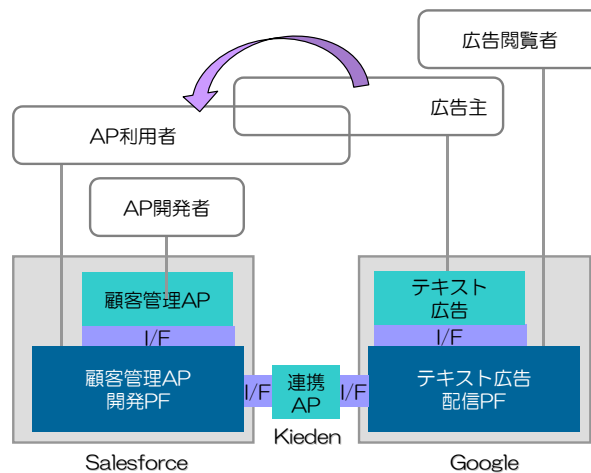 広告閲覧者
広告主
AP利用者
AP開発者
顧客管理AP
I/F
顧客管理AP
開発PF
テキスト
広告
I/F
テキスト広告
配信PF
I/F
連携
AP
I/F
Kieden
Salesforce
Google